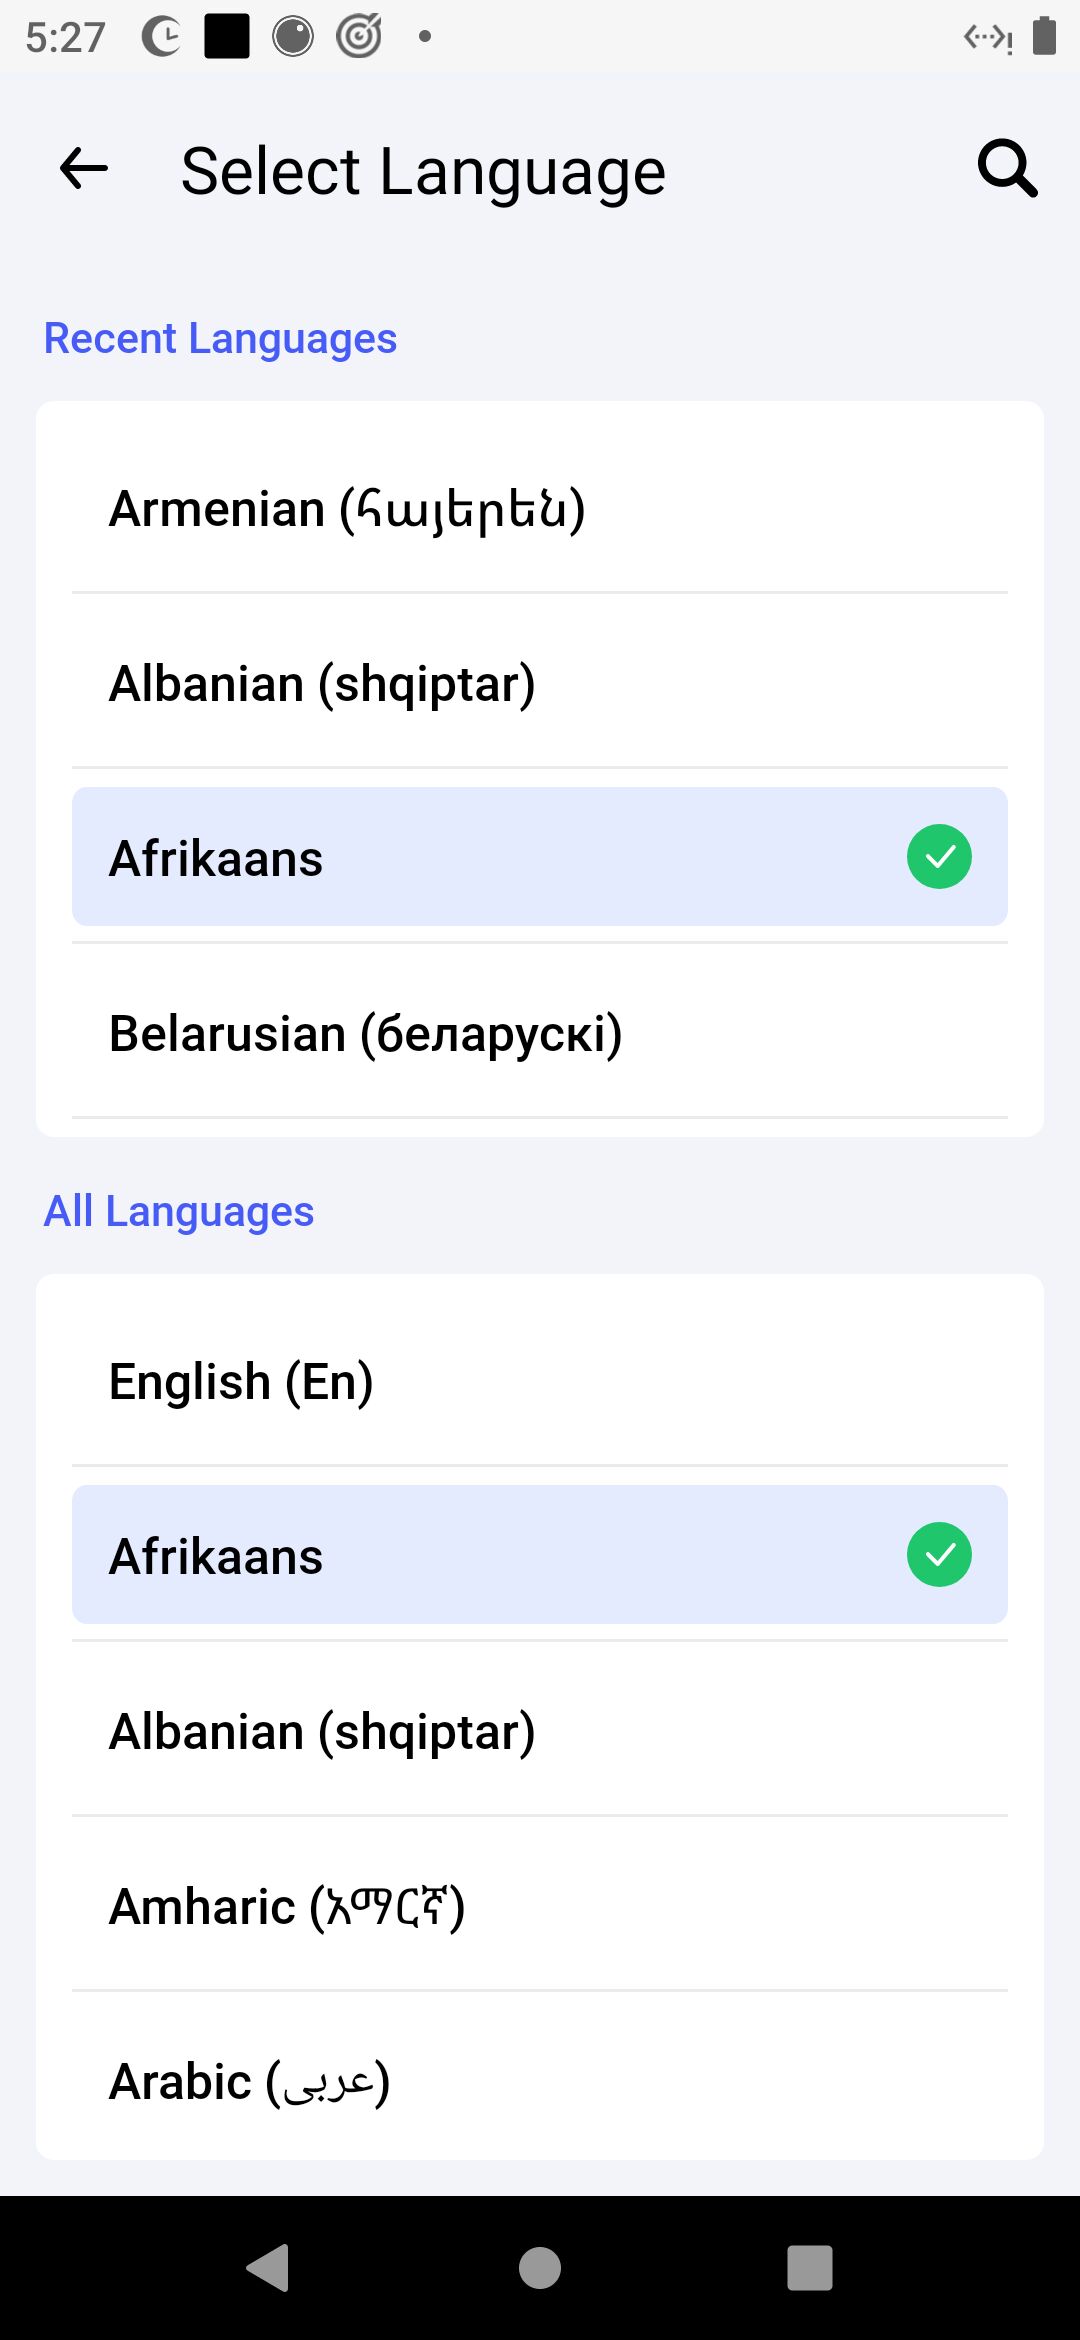 5:27
Select Language
Recent Languages
Armenian (հայերեն)
Albanian (shqiptar)
Afrikaans
Belarusian (беларускі)
All Languages
English (En)
Afrikaans
Albanian (shqiptar)
Amharic (አማርኛ)
Arabic (عربى)